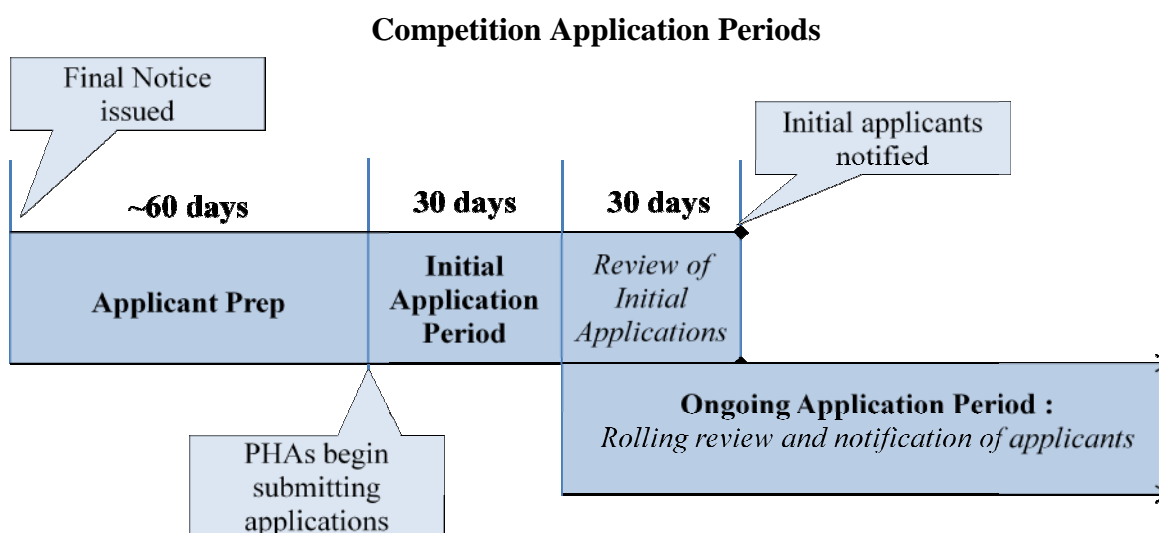 Competition Application Periods
Final Notice
issued
Initial applicants
notified
~60 days
30 days
30 days
Applicant Prep
Initial
Application
Period
Review of
Initial
Applications
Ongoing Application Period :
Rolling review and notification of applicants
PHAs begin
submitting
applications